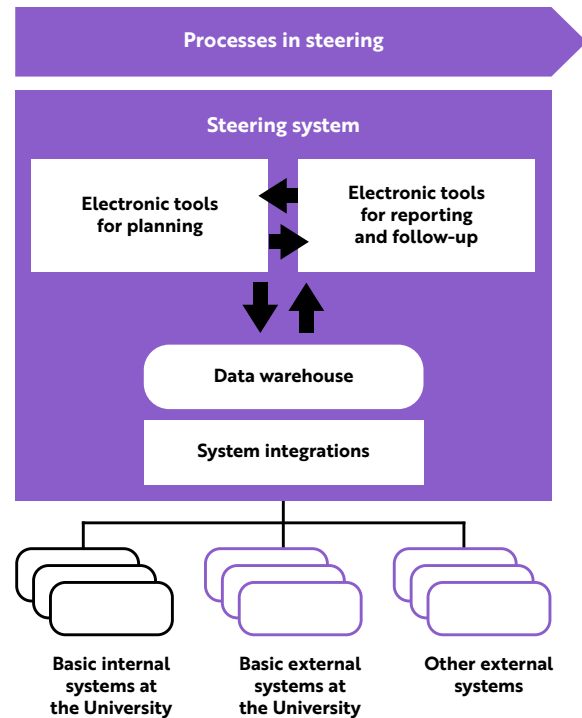 Processes in steering
Steering system
Electronic tools
for planning
Electronic tools
for reporting
and follow-up
Data warehouse
System integrations
Basic internal
systems at
the University
Basic external
systems at
the University
Other external
systems